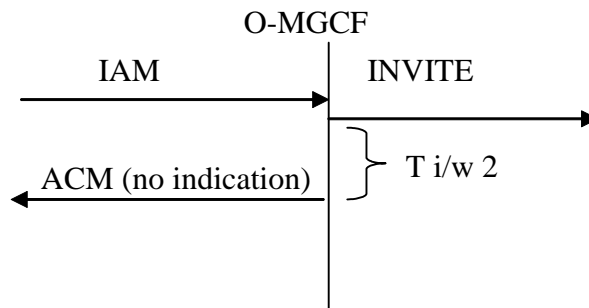 O-MGCF
IAM
INVITE
T i/w 2
ACM (no indication)